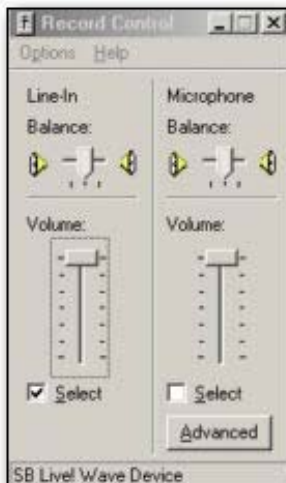 Record Control
Options Help
Line-In Microphone
Balance: Balance:
Volume: Volume:
Select Select
Advanced
SB Live! Wave Device